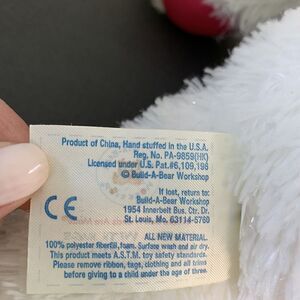 Product of China, Hand stuffed in the U.S.A.
Reg. No. PA-9859(HK)
Licensed under U.S. Pat.#6,109,196
© Build-A-Bear Workshop
CE
If lost, return to:
Build-A-Bear Workshop
1954 Innerbelt Bus. Ctr. Dr.
St. Louis, Mo. 63114-5760
ALL NEW MATERIAL.
100% polyester fiberfill, foam. Surface wash and air dry.
This product meets A.S.T.M. toy safety standards.
Please remove ribbon, tags, clothing and all trims
before giving to a child under the age of three.